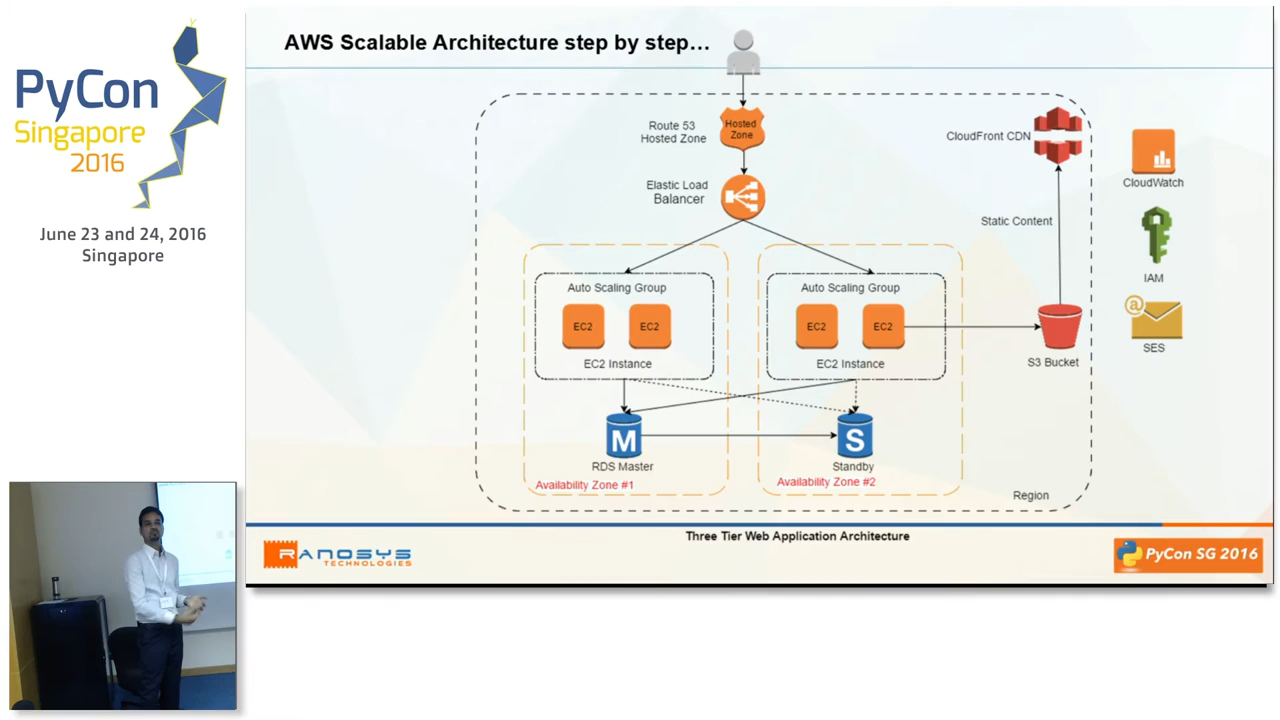 PyCon
Singapore
2016
June 23 and 24, 2016
Singapore
AWS Scalable Architecture step by step...
Route 53
Hosted Zone
Hosted
Zone
Elastic Load
Balancer
CloudFront CDN
CloudWatch
Static Content
IAM
Auto Scaling Group
EC2
EC2
EC2 Instance
Auto Scaling Group
EC2
EC2
EC2 Instance
S3 Bucket
@
SES
M
RDS Master
S
Standby
Availability Zone #1
Availability Zone #2
Region
Three Tier Web Application Architecture
RANOSYS
TECHNOLOGIES
PyCon SG 2016